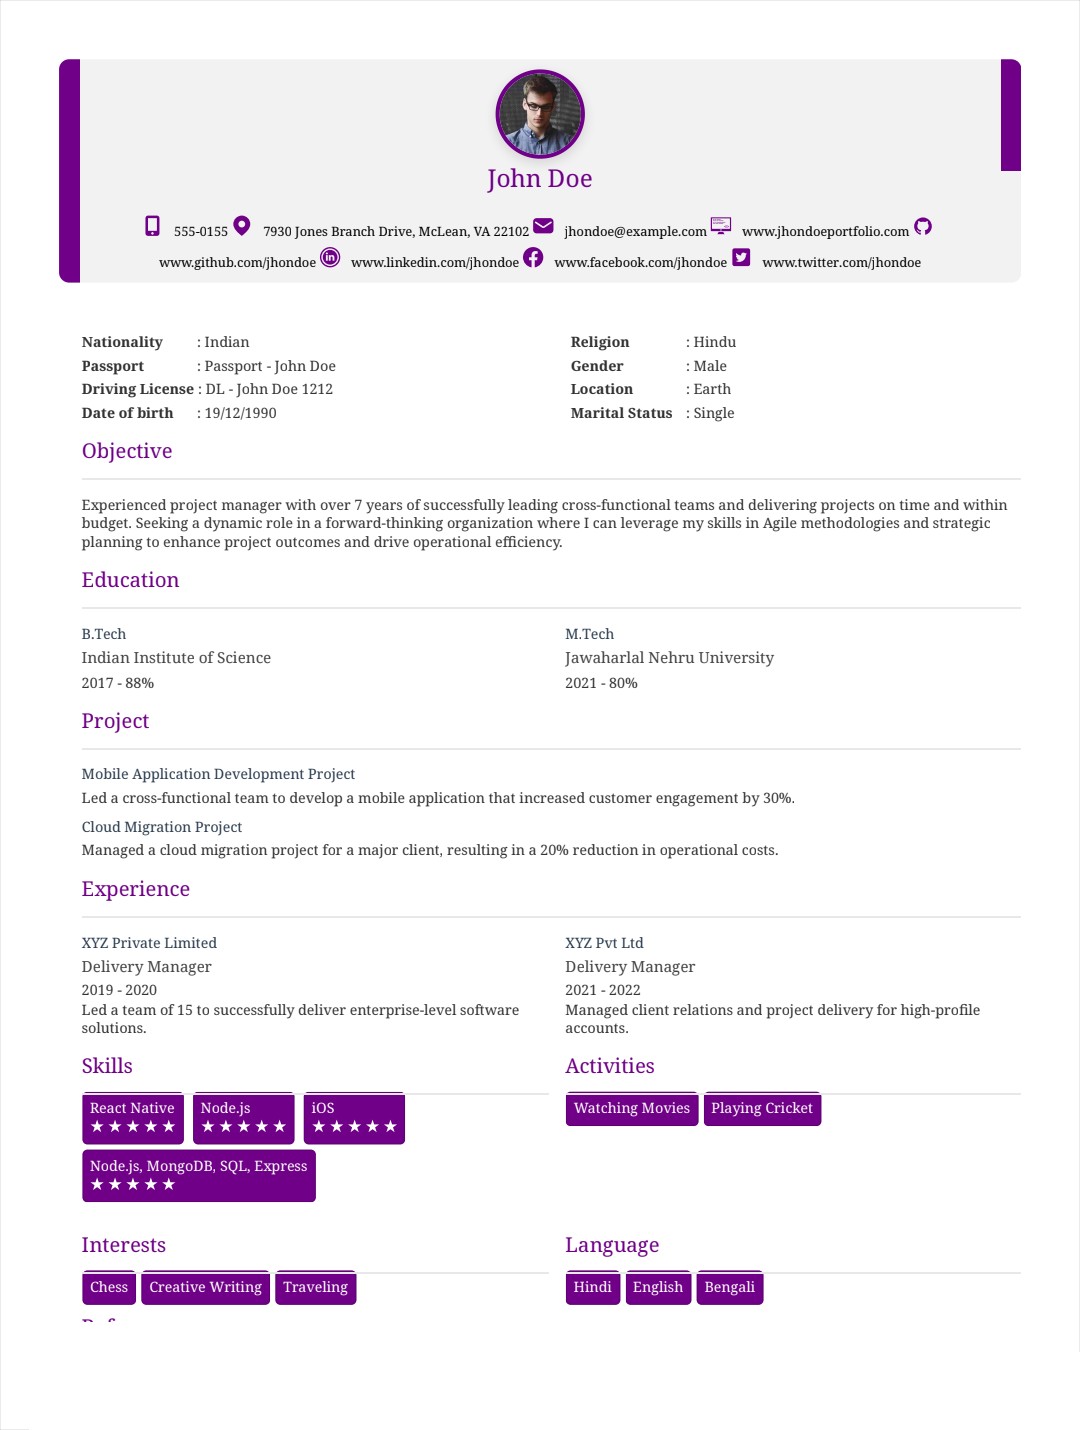 John Doe
555-0155 7930 Jones Branch Drive, McLean, VA 22102 jhondoe@example.com www.jhondoeportfolio.com
www.github.com/jhondoe www.linkedin.com/jhondoe www.facebook.com/jhondoe www.twitter.com/jhondoe
Nationality : Indian
Religion : Hindu
Passport : Passport - John Doe
Gender : Male
Driving License : DL - John Doe 1212
Location : Earth
Date of birth : 19/12/1990
Marital Status : Single
Objective
Experienced project manager with over 7 years of successfully leading cross-functional teams and delivering projects on time and within
budget. Seeking a dynamic role in a forward-thinking organization where I can leverage my skills in Agile methodologies and strategic
planning to enhance project outcomes and drive operational efficiency.
Education
B.Tech
Indian Institute of Science
2017 - 88%
M.Tech
Jawaharlal Nehru University
2021 - 80%
Project
Mobile Application Development Project
Led a cross-functional team to develop a mobile application that increased customer engagement by 30%.
Cloud Migration Project
Managed a cloud migration project for a major client, resulting in a 20% reduction in operational costs.
Experience
XYZ Private Limited
Delivery Manager
2019 - 2020
Led a team of 15 to successfully deliver enterprise-level software
solutions.
XYZ Pvt Ltd
Delivery Manager
2021 - 2022
Managed client relations and project delivery for high-profile
accounts.
Skills
React Native
★★★★★
Node.js
★★★★★
iOS
★★★★★
Node.js, MongoDB, SQL, Express
★★★★★
Activities
Watching Movies
Playing Cricket
Interests
Chess
Creative Writing
Traveling
Language
Hindi
English
Bengali